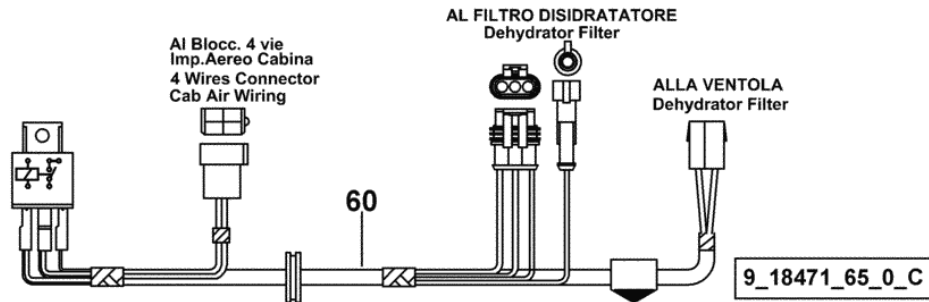 AL FILTRO DISIDRATATORE
Dehydrator Filter
Al Blocc. 4 vie
Imp.Aereo Cabina
4 Wires Connector
Cab Air Wiring
ALLA VENTOLA
Dehydrator Filter
60
9_18471_65_0_C